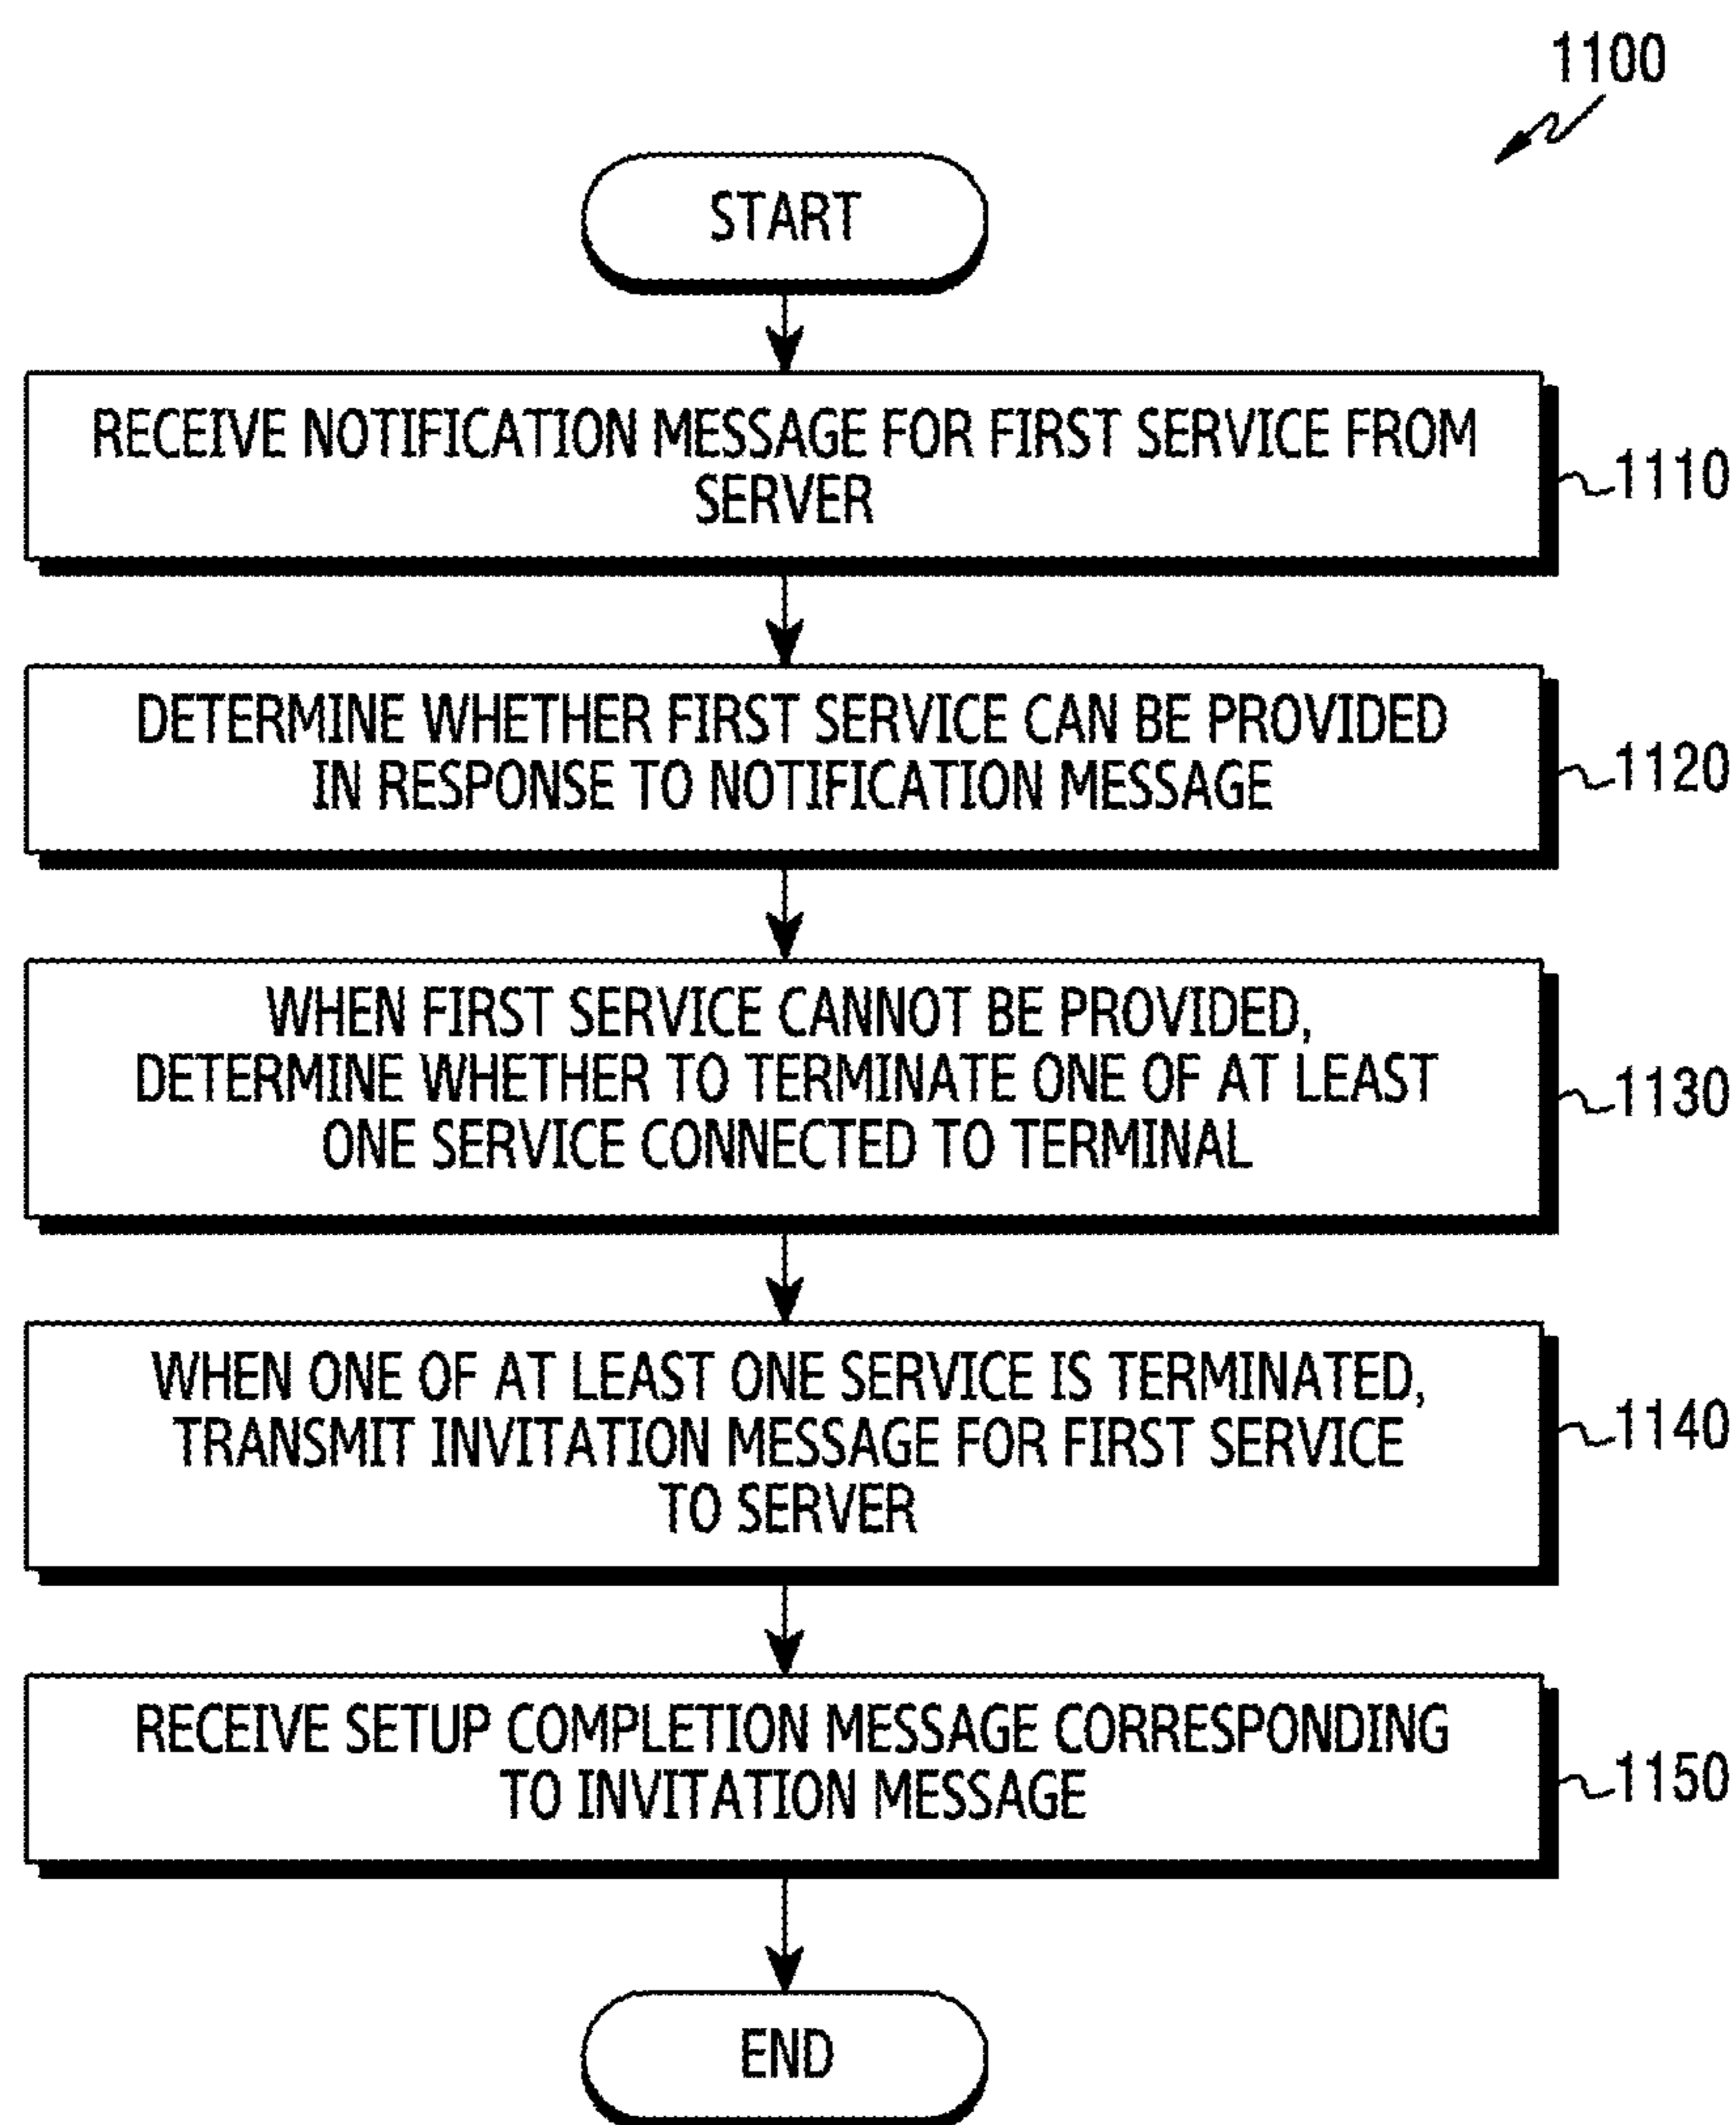 1100
START
RECEIVE NOTIFICATION MESSAGE FOR FIRST SERVICE FROM
SERVER
1110
DETERMINE WHETHER FIRST SERVICE CAN BE PROVIDED
IN RESPONSE TO NOTIFICATION MESSAGE
1120
WHEN FIRST SERVICE CANNOT BE PROVIDED,
DETERMINE WHETHER TO TERMINATE ONE OF AT LEAST
ONE SERVICE CONNECTED TO TERMINAL
1130
WHEN ONE OF AT LEAST ONE SERVICE IS TERMINATED,
TRANSMIT INVITATION MESSAGE FOR FIRST SERVICE
TO SERVER
1140
RECEIVE SETUP COMPLETION MESSAGE CORRESPONDING
TO INVITATION MESSAGE
1150
END